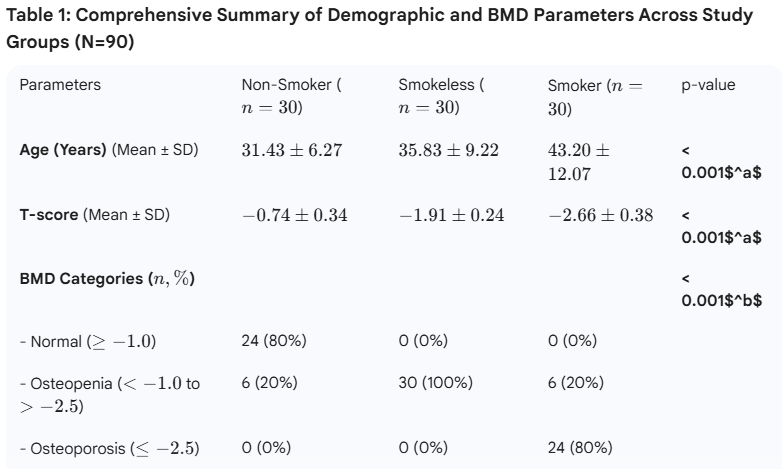 Table 1: Comprehensive Summary of Demographic and BMD Parameters Across Study
Groups (N=90)
Parameters Non-Smoker ( n = 30) Smokeless ( n = 30) Smoker (n = 30) p-value
Age (Years) (Mean ± SD) 31.43 ± 6.27 35.83 ± 9.22 43.20 ± 12.07 < 0.001$^a$
T-score (Mean ± SD) −0.74 ± 0.34 −1.91 ± 0.24 −2.66 ± 0.38 < 0.001$^a$
BMD Categories (n, %) < 0.001$^b$
- Normal (≥ −1.0) 24 (80%) 0 (0%) 0 (0%)
- Osteopenia (< −1.0 to > −2.5) 6 (20%) 30 (100%) 6 (20%)
- Osteoporosis (≤ −2.5) 0 (0%) 0 (0%) 24 (80%)